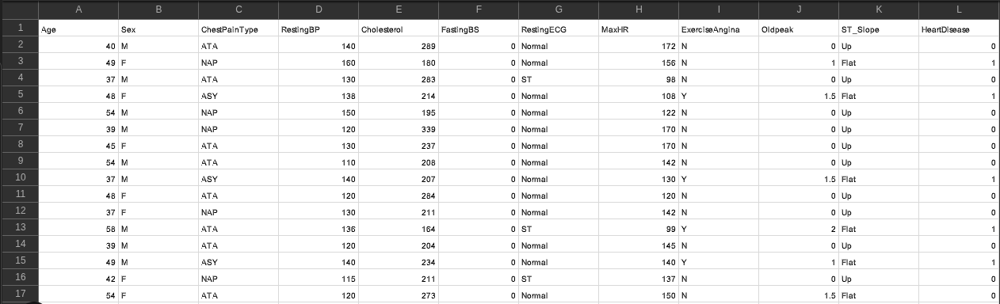 A B C D E F G H I J K L
1 Age Sex ChestPainType RestingBP Cholesterol FastingBS RestingECG MaxHR ExerciseAngina Oldpeak ST_Slope HeartDisease
2 40 M ATA 140 289 0 Normal 172 N 0 Up 0
3 49 F NAP 160 180 0 Normal 156 N 1 Flat 1
4 37 M ATA 130 283 0 ST 98 N 0 Up 0
5 48 F ASY 138 214 0 Normal 108 Y 1.5 Flat 1
6 54 M NAP 150 195 0 Normal 122 N 0 Up 0
7 39 M NAP 120 339 0 Normal 170 N 0 Up 0
8 45 F ATA 130 237 0 Normal 170 N 0 Up 0
9 54 M ATA 110 208 0 Normal 142 N 0 Up 0
10 37 M ASY 140 207 0 Normal 130 Y 1.5 Flat 1
11 48 F ATA 120 284 0 Normal 120 N 0 Up 0
12 37 F NAP 130 211 0 Normal 142 N 0 Up 0
13 58 M ATA 136 164 0 ST 99 Y 2 Flat 1
14 39 M ATA 120 204 0 Normal 145 N 0 Up 0
15 49 M ASY 140 234 0 Normal 140 Y 1 Flat 1
16 42 F NAP 115 211 0 ST 137 N 0 Up 0
17 54 F ATA 120 273 0 Normal 150 N 1.5 Flat 0